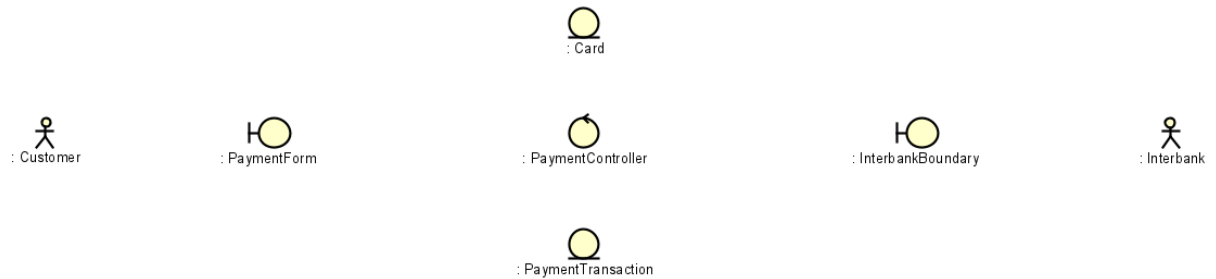 : Card
: Customer
: PaymentForm
: PaymentController
: InterbankBoundary
: Interbank
: PaymentTransaction